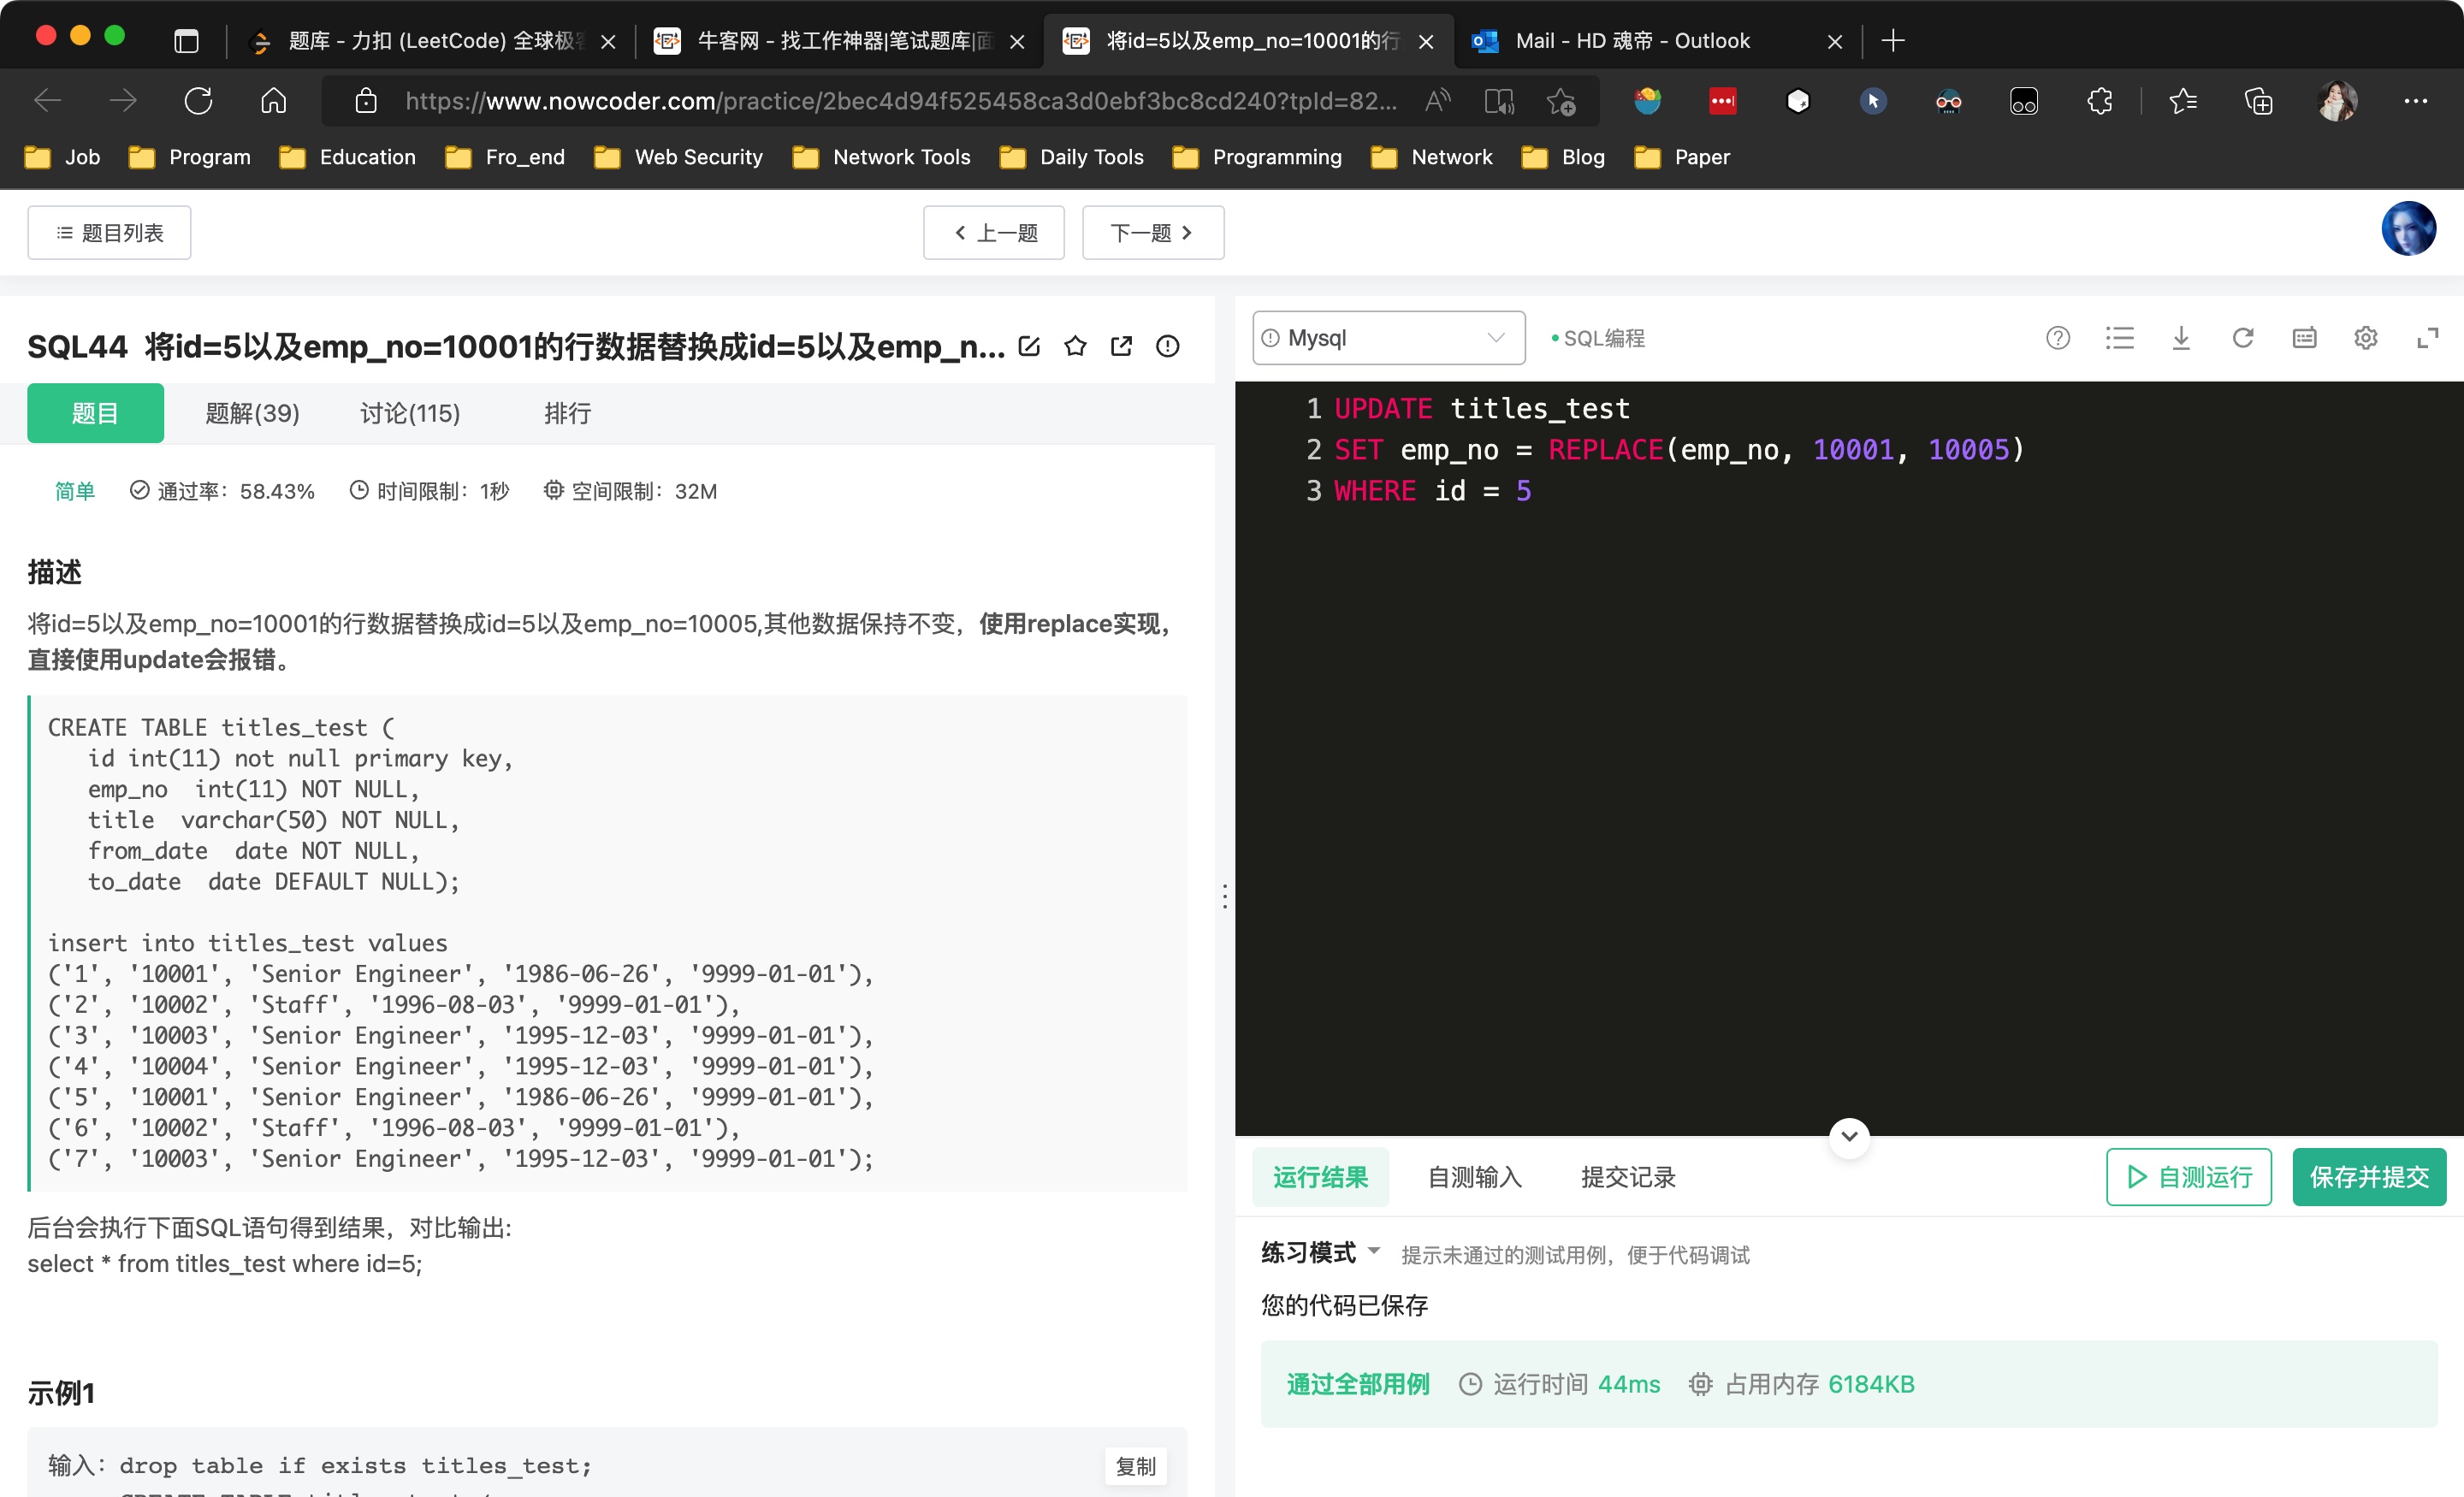 题库 - 力扣 (LeetCode) 全球极客
牛客网 - 找工作神器|笔试题库|面
将id=5以及emp_no=10001的行
Mail - HD 魂帝 - Outlook
https://www.nowcoder.com/practice/2bec4d94f525458ca3d0ebf3bc8cd240?tpId=82...
Job
Program
Education
Fro_end
Web Security
Network Tools
Daily Tools
Programming
Network
Blog
Paper
题目列表
上一题
下一题
SQL44 将id=5以及emp_no=10001的行数据替换成id=5以及emp_n...
题目
题解(39)
讨论(115)
排行
简单 通过率：58.43% 时间限制：1秒 空间限制：32M
描述
将id=5以及emp_no=10001的行数据替换成id=5以及emp_no=10005,其他数据保持不变，使用replace实现，
直接使用update会报错。
CREATE TABLE titles_test (
id int(11) not null primary key,
emp_no int(11) NOT NULL,
title varchar(50) NOT NULL,
from_date date NOT NULL,
to_date date DEFAULT NULL);
insert into titles_test values
('1', '10001', 'Senior Engineer', '1986-06-26', '9999-01-01'),
('2', '10002', 'Staff', '1996-08-03', '9999-01-01'),
('3', '10003', 'Senior Engineer', '1995-12-03', '9999-01-01'),
('4', '10004', 'Senior Engineer', '1995-12-03', '9999-01-01'),
('5', '10001', 'Senior Engineer', '1986-06-26', '9999-01-01'),
('6', '10002', 'Staff', '1996-08-03', '9999-01-01'),
('7', '10003', 'Senior Engineer', '1995-12-03', '9999-01-01');
后台会执行下面SQL语句得到结果，对比输出:
select * from titles_test where id=5;
示例1
输入：drop table if exists titles_test;
复制
Mysql
SQL编程
1 UPDATE titles_test
2 SET emp_no = REPLACE(emp_no, 10001, 10005)
3 WHERE id = 5
运行结果
自测输入
提交记录
自测运行
保存并提交
练习模式 提示未通过的测试用例，便于代码调试
您的代码已保存
通过全部用例 运行时间 44ms 占用内存 6184KB